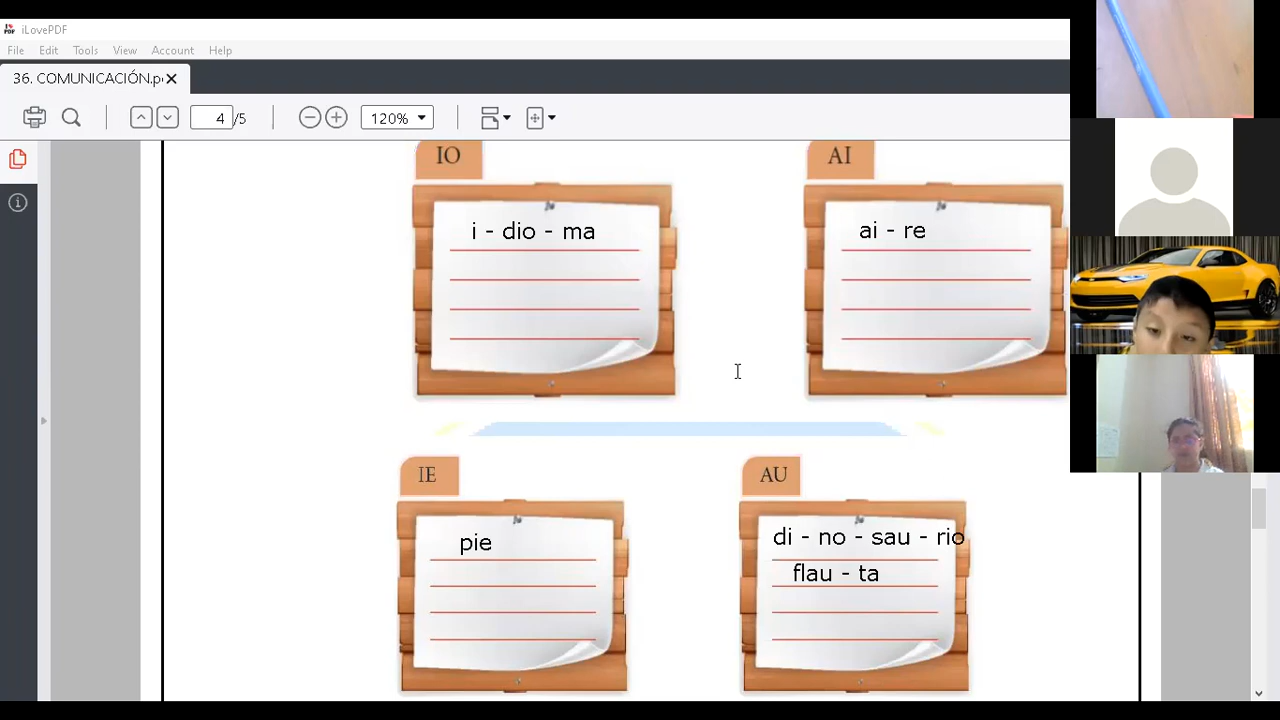 iLovePDF
File Edit Tools View Account Help
36. COMUNICACIÓN.p
4 /5 120%
IO
AI
i - dio - ma
ai - re
IE
AU
pie
di - no - sau - rio
flau - ta